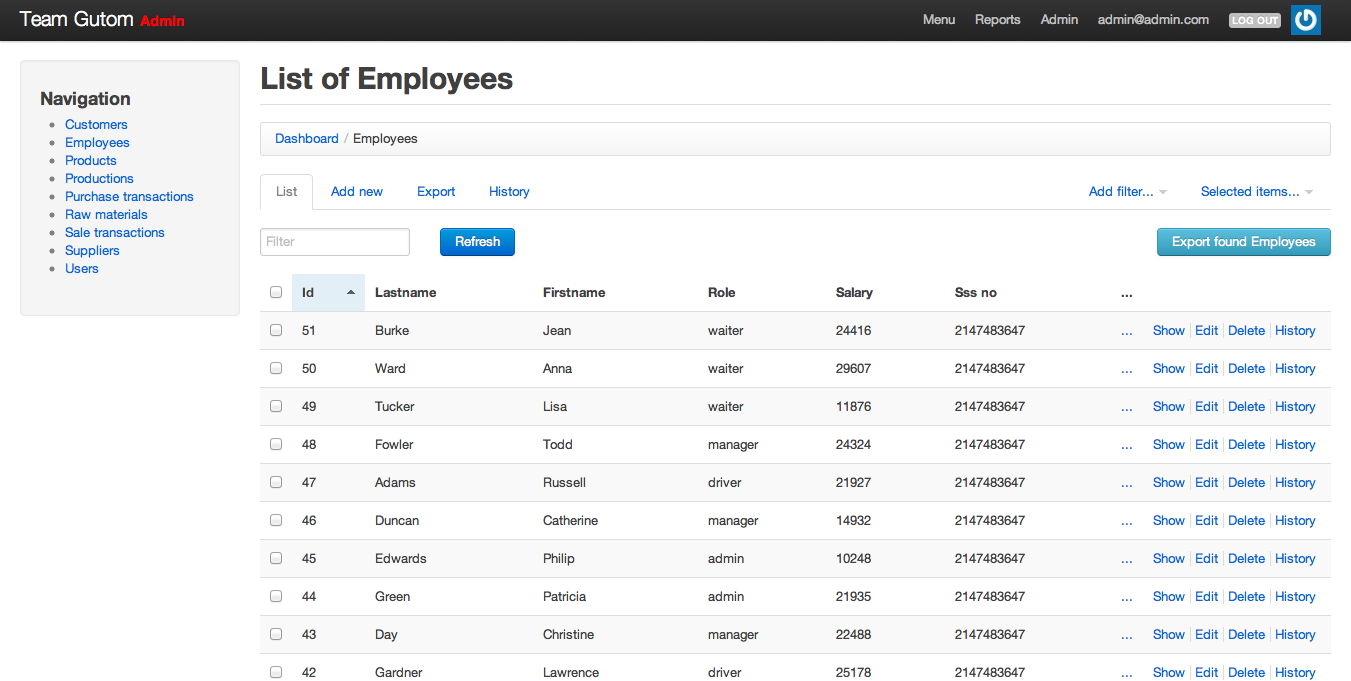 Team Gutom Admin Menu Reports Admin admin@admin.com LOG OUT
Navigation
Customers
Employees
Products
Productions
Purchase transactions
Raw materials
Sale transactions
Suppliers
Users
List of Employees
Dashboard / Employees
List Add new Export History Add filter... Selected items...
Filter Refresh Export found Employees
Id Lastname Firstname Role Salary Sss no ...
51 Burke Jean waiter 24416 2147483647 ... Show Edit Delete History
50 Ward Anna waiter 29607 2147483647 ... Show Edit Delete History
49 Tucker Lisa waiter 11876 2147483647 ... Show Edit Delete History
48 Fowler Todd manager 24324 2147483647 ... Show Edit Delete History
47 Adams Russell driver 21927 2147483647 ... Show Edit Delete History
46 Duncan Catherine manager 14932 2147483647 ... Show Edit Delete History
45 Edwards Philip admin 10248 2147483647 ... Show Edit Delete History
44 Green Patricia admin 21935 2147483647 ... Show Edit Delete History
43 Day Christine manager 22488 2147483647 ... Show Edit Delete History
42 Gardner Lawrence driver 25178 2147483647 ... Show Edit Delete History